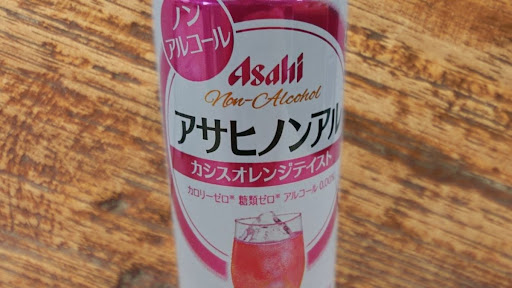 ノン
アルコール
Asahi
Non-Alcohol
アサヒノンアル
カシスオレンジテイスト
カロリーゼロ※ 糖類ゼロ※ アルコール 0.00%